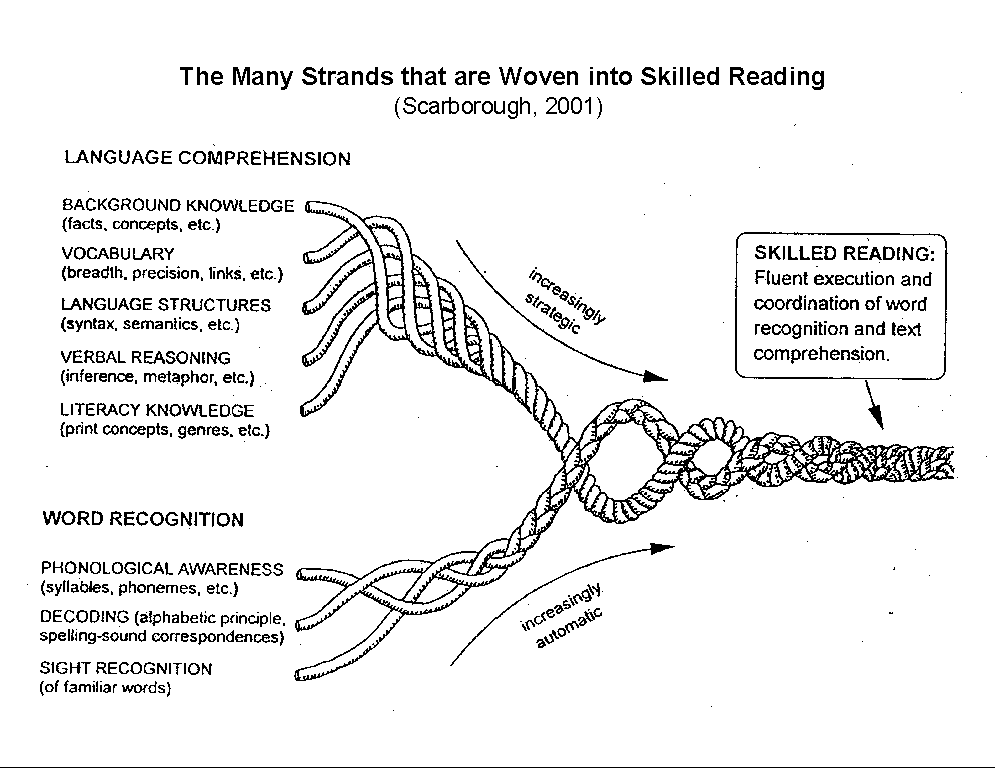 The Many Strands that are Woven into Skilled Reading
(Scarborough, 2001)
LANGUAGE COMPREHENSION
BACKGROUND KNOWLEDGE
(facts, concepts, etc.)
VOCABULARY
(breadth, precision, links, etc.)
LANGUAGE STRUCTURES
(syntax, semantics, etc.)
VERBAL REASONING
(inference, metaphor, etc.)
LITERACY KNOWLEDGE
(print concepts, genres, etc.)
increasingly
strategic
SKILLED READING:
Fluent execution and
coordination of word
recognition and text
comprehension.
WORD RECOGNITION
PHONOLOGICAL AWARENESS
(syllables, phonemes, etc.)
DECODING (alphabetic principle,
spelling-sound correspondences)
SIGHT RECOGNITION
(of familiar words)
increasingly
automatic